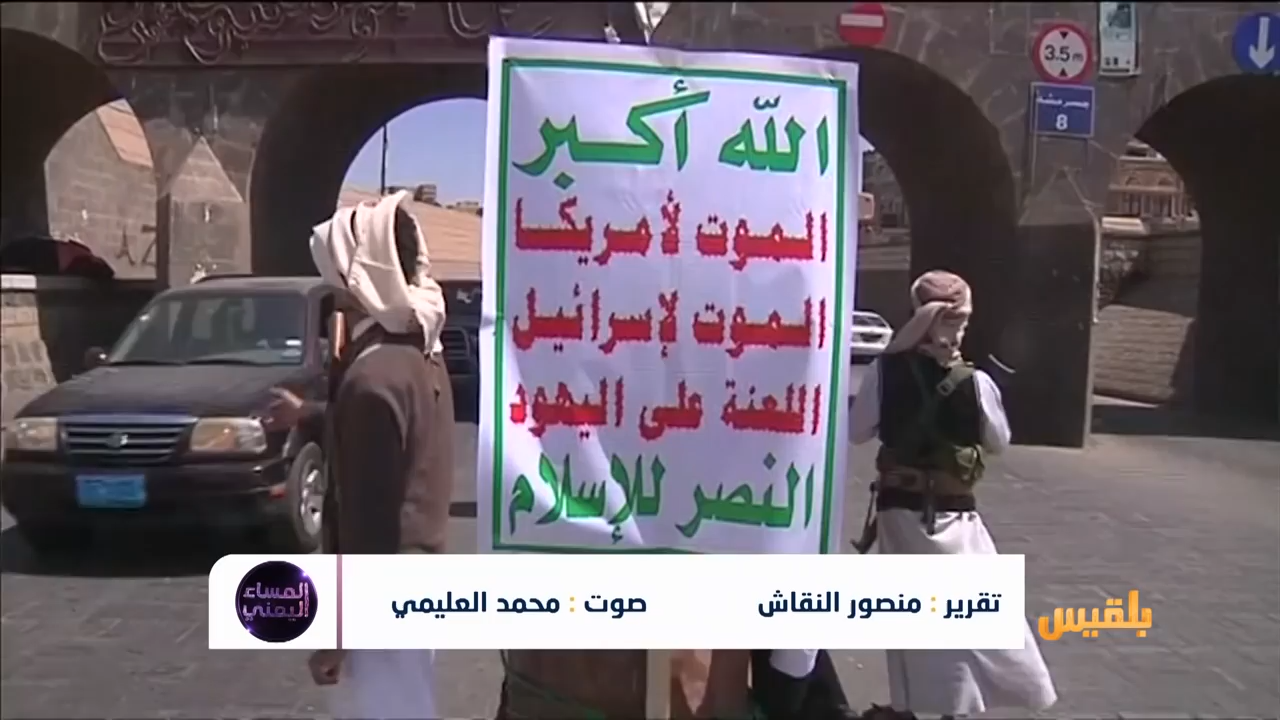 الله أكبر
الموت لأمريكا
الموت لإسرائيل
اللعنة على اليهود
النصر للإسلام
3.5 m
8
تقرير : منصور النقاش
صوت : محمد العليمي
المساء
اليمني
بلقيس